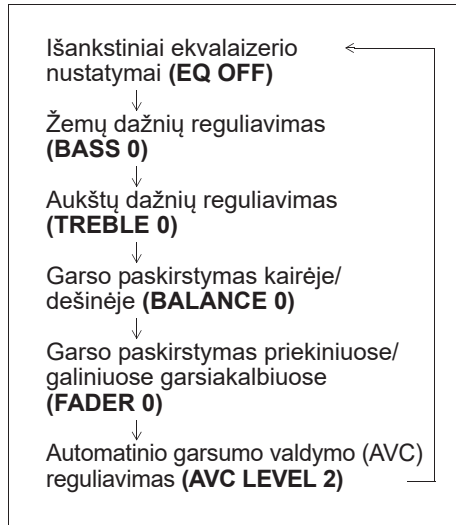 Išankstiniai ekvalaizerio
nustatymai (EQ OFF)
Žemų dažnių reguliavimas
(BASS 0)
Aukštų dažnių reguliavimas
(TREBLE 0)
Garso paskirstymas kairėje/
dešinėje (BALANCE 0)
Garso paskirstymas priekiniuose/
galiniuose garsiakalbiuose
(FADER 0)
Automatinio garsumo valdymo (AVC)
reguliavimas (AVC LEVEL 2)